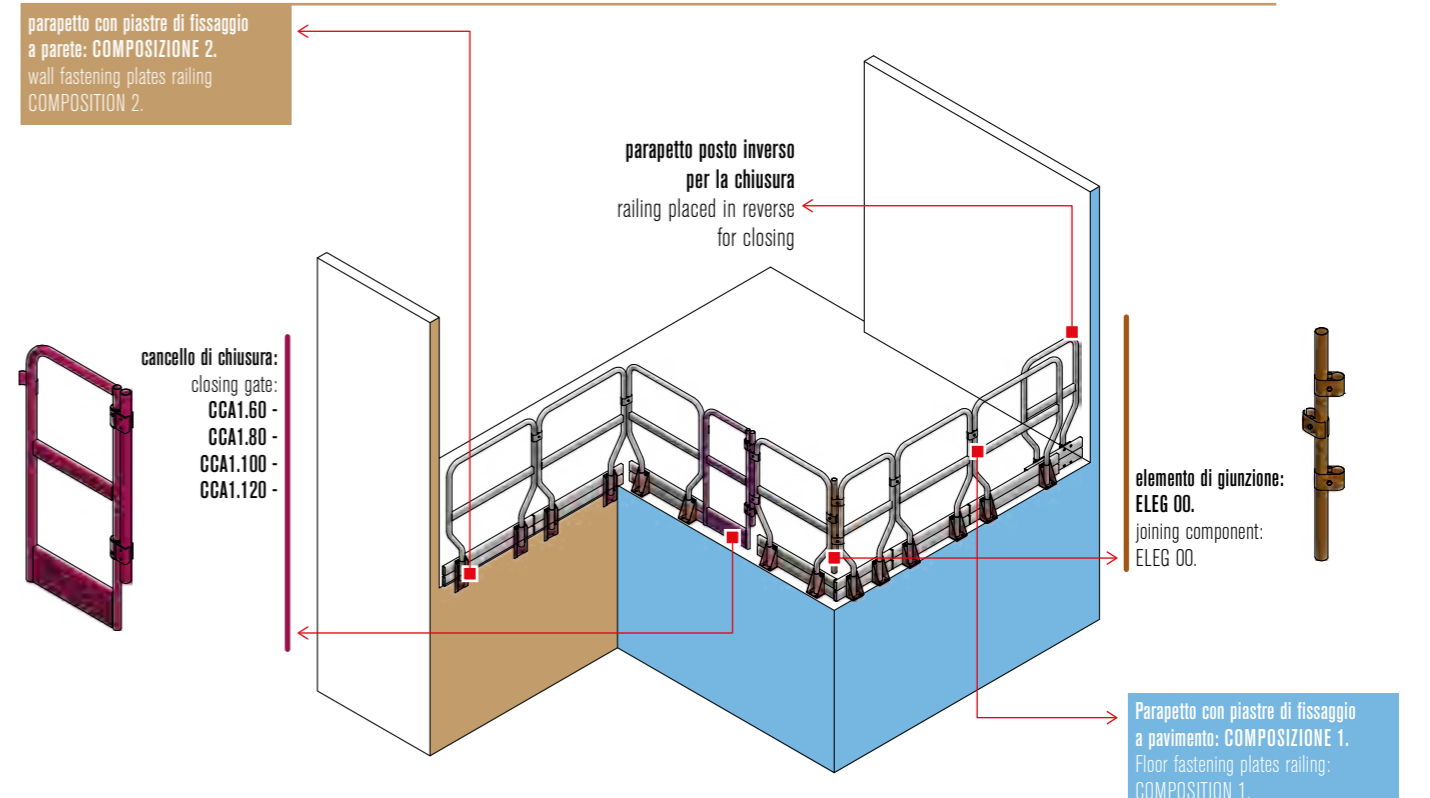 parapetto con piastre di fissaggio
a parete: COMPOSIZIONE 2.
wall fastening plates railing
COMPOSITION 2.
parapetto posto inverso
per la chiusura
railing placed in reverse
for closing
cancello di chiusura:
closing gate:
CCA1.60 -
CCA1.80 -
CCA1.100 -
CCA1.120 -
elemento di giunzione:
ELEG 00.
joining component:
ELEG 00.
Parapetto con piastre di fissaggio
a pavimento: COMPOSIZIONE 1.
Floor fastening plates railing:
COMPOSITION 1.